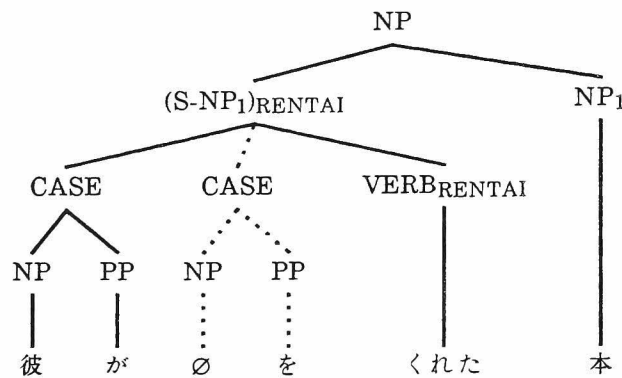 NP
(S-NP₁)RENTAI NP₁
CASE CASE VERBRENTAI
NP PP NP PP
彼 が ∅ を くれた 本